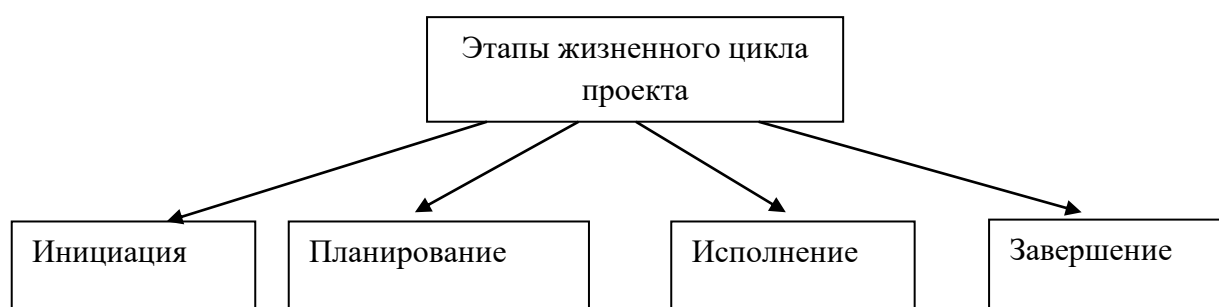 Этапы жизненного цикла
проекта
Инициация
Планирование
Исполнение
Завершение